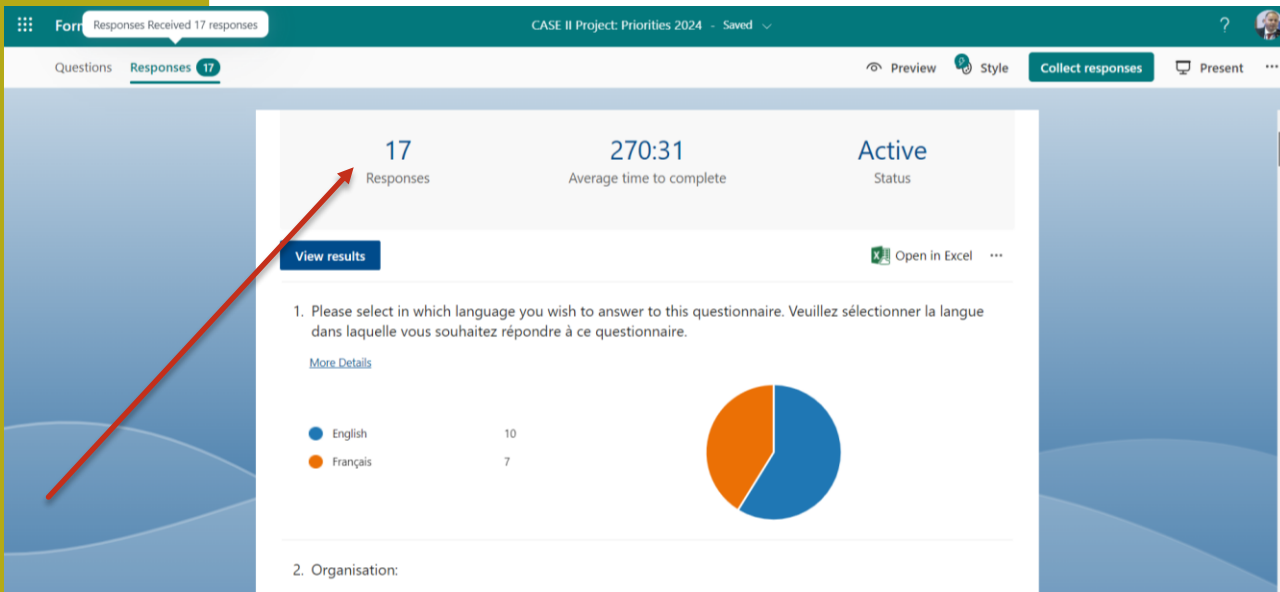 Forr
Responses Received 17 responses
CASE II Project: Priorities 2024 - Saved
?
Questions
Responses 17
Preview
Style
Collect responses
Present
...
17
Responses
270:31
Average time to complete
Active
Status
View results
Open in Excel
...
1. Please select in which language you wish to answer to this questionnaire. Veuillez sélectionner la langue
dans laquelle vous souhaitez répondre à ce questionnaire.
More Details
English 10
Français 7
2. Organisation: